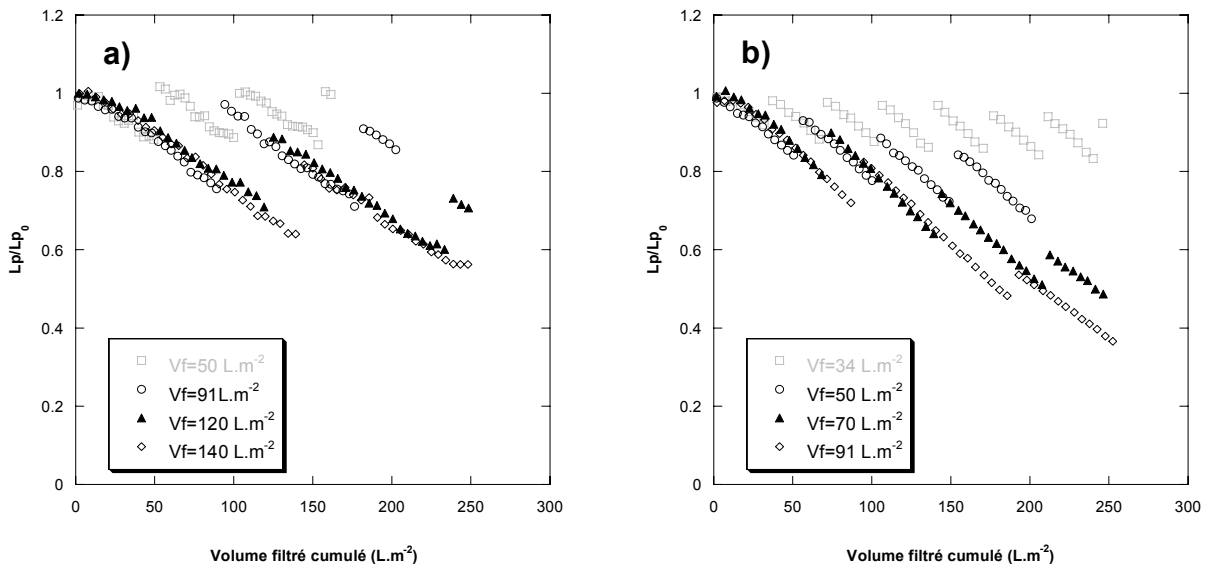 a)
1.2
1
0.8
0.6
0.4
0.2
0
Lp/Lp₀
Vf=50 L.m⁻²
Vf=91L.m⁻²
Vf=120 L.m⁻²
Vf=140 L.m⁻²
0 50 100 150 200 250 300
Volume filtré cumulé (L.m⁻²)
b)
1.2
1
0.8
0.6
0.4
0.2
0
Lp/Lp₀
Vf=34 L.m⁻²
Vf=50 L.m⁻²
Vf=70 L.m⁻²
Vf=91 L.m⁻²
0 50 100 150 200 250 300
Volume filtré cumulé (L.m⁻²)